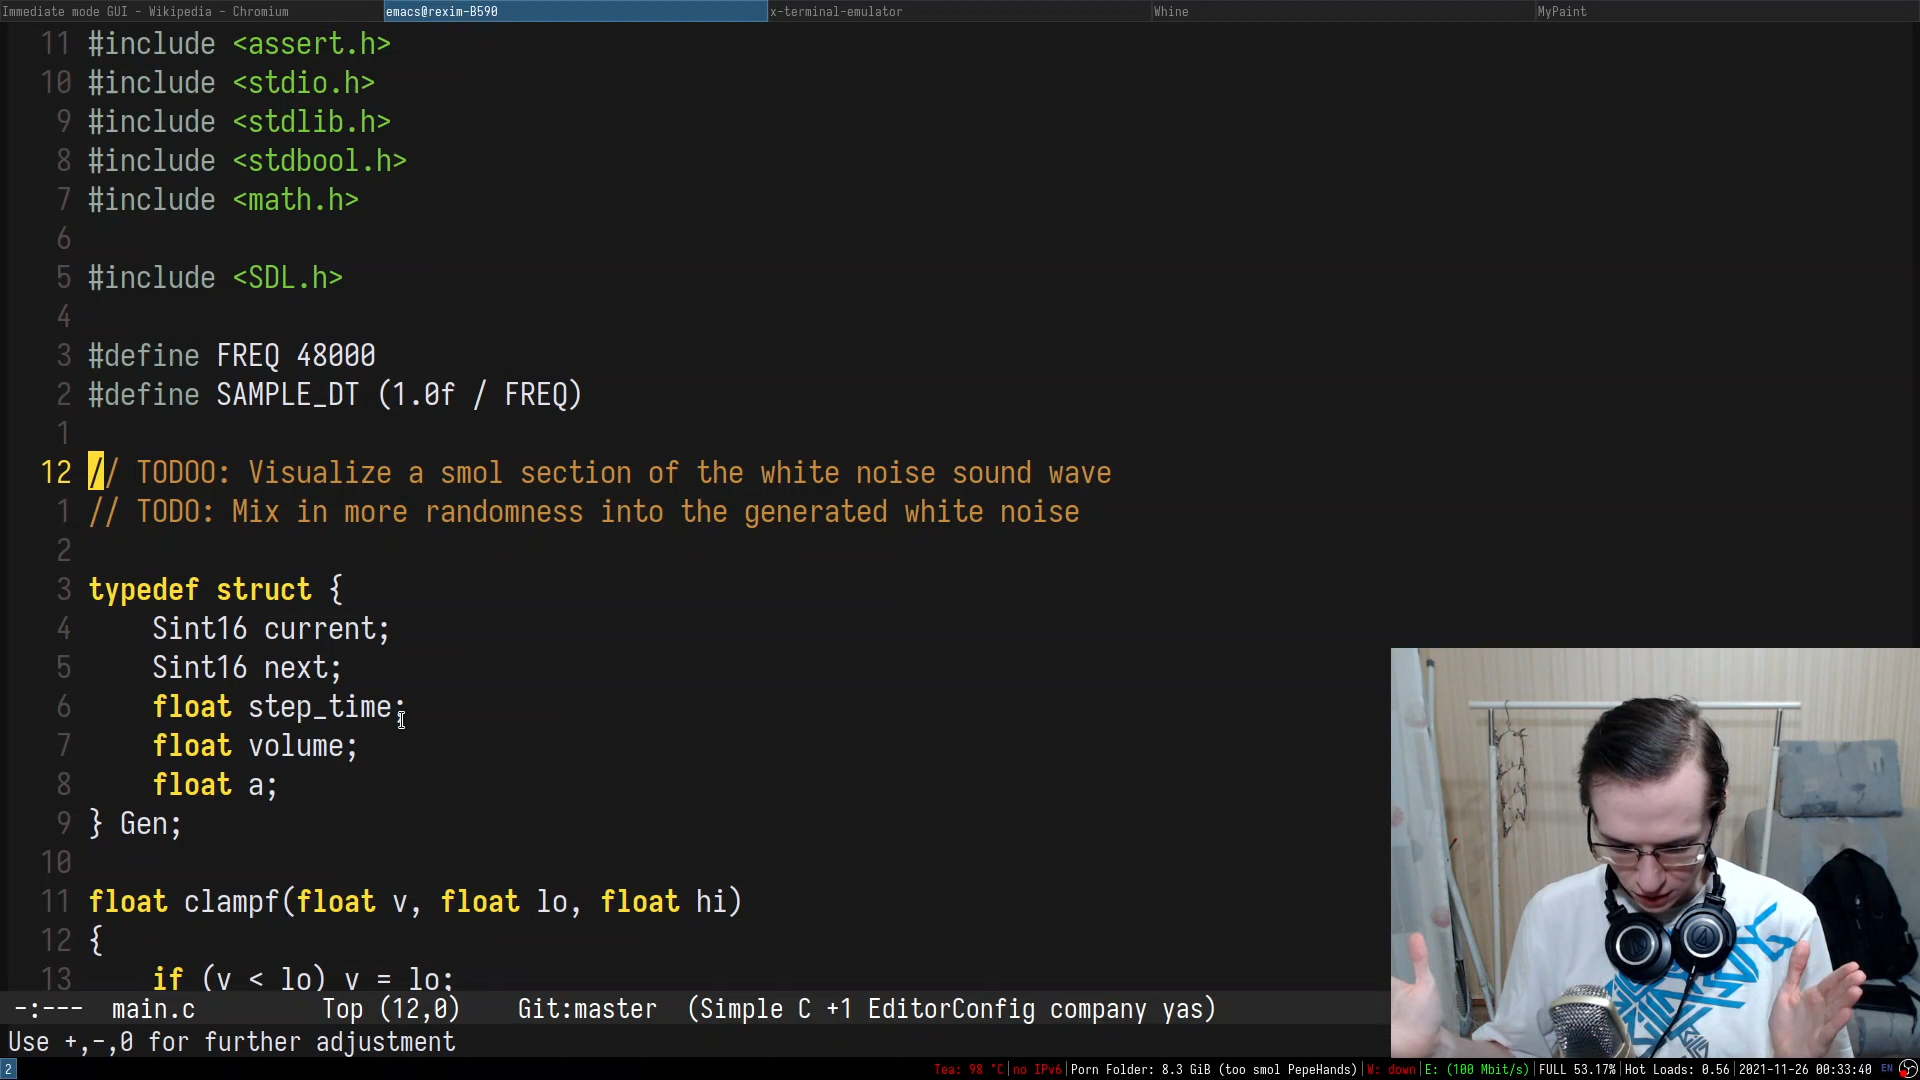 Immediate mode GUI - Wikipedia - Chromium
emacs@rexim-B590
x-terminal-emulator
Whine
MyPaint
11 #include <assert.h>
10 #include <stdio.h>
9 #include <stdlib.h>
8 #include <stdbool.h>
7 #include <math.h>
6
5 #include <SDL.h>
4
3 #define FREQ 48000
2 #define SAMPLE_DT (1.0f / FREQ)
1
12 // TODOO: Visualize a smol section of the white noise sound wave
1 // TODO: Mix in more randomness into the generated white noise
2
3 typedef struct {
4 Sint16 current;
5 Sint16 next;
6 float step_time;
7 float volume;
8 float a;
9 } Gen;
10
11 float clampf(float v, float lo, float hi)
12 {
13 if (v < lo) v = lo;
-:--- main.c Top (12,0) Git:master (Simple C +1 EditorConfig company yas)
Use +,-,0 for further adjustment
2 Tea: 98 °C|no IPv6|Porn Folder: 8.3 GiB (too smol PepeHands)|W: down|E: (100 Mbit/s)|FULL 53.17%|Hot Loads: 0.56|2021-11-26 00:33:40 EN